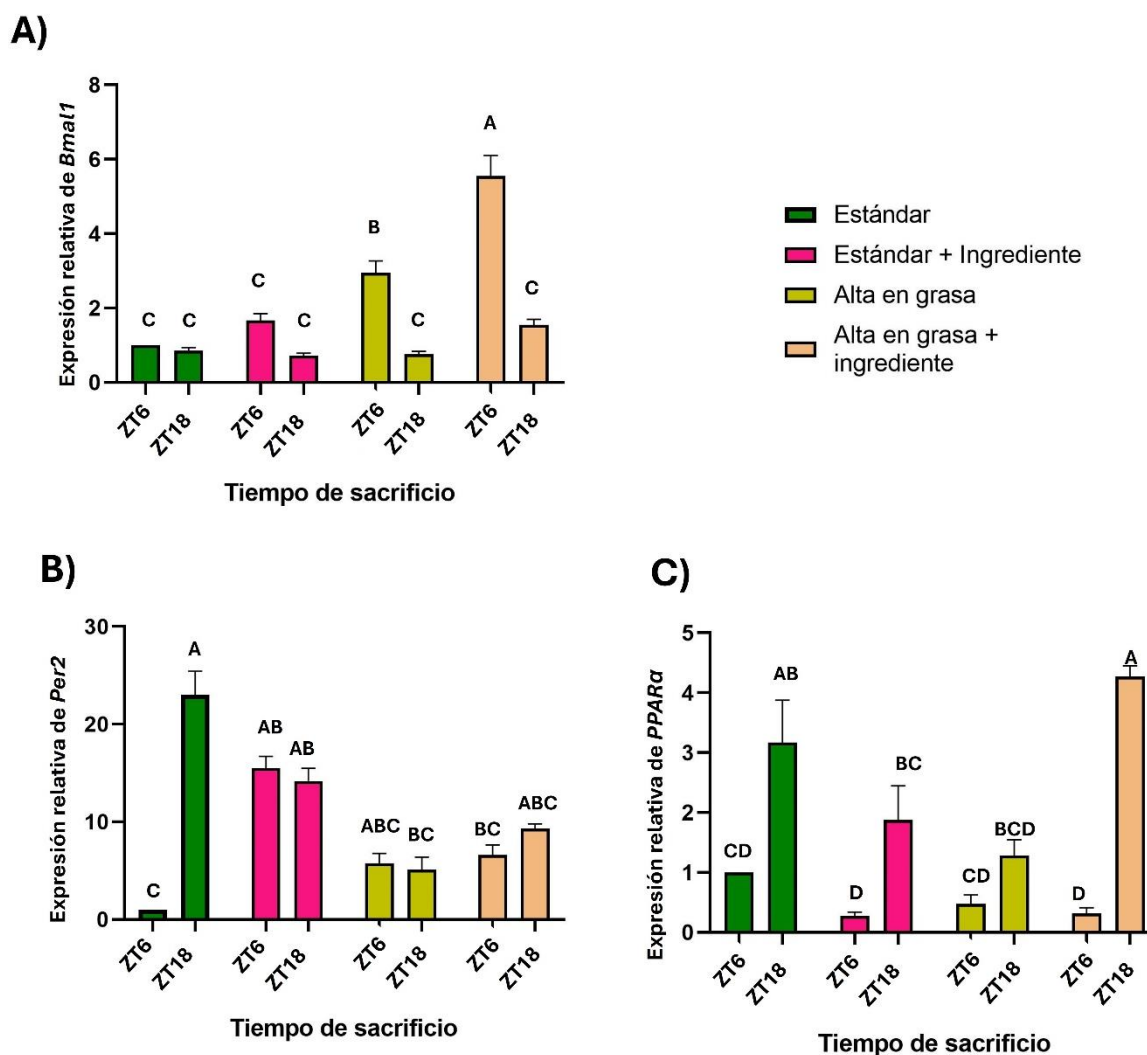 A)
Expresión relativa de Bmal1
8
6
4
2
0
C
C
C
C
B
C
A
C
ZT6
ZT18
ZT6
ZT18
ZT6
ZT18
ZT6
ZT18
Tiempo de sacrificio
Estándar
Estándar + Ingrediente
Alta en grasa
Alta en grasa +
ingrediente
B)
Expresión relativa de Per2
30
20
10
0
C
A
AB
AB
ABC
BC
BC
ABC
ZT6
ZT18
ZT6
ZT18
ZT6
ZT18
ZT6
ZT18
Tiempo de sacrificio
C)
Expresión relativa de PPARα
5
4
3
2
1
0
CD
AB
D
BC
CD
BCD
D
A
ZT6
ZT18
ZT6
ZT18
ZT6
ZT18
ZT6
ZT18
Tiempo de sacrificio